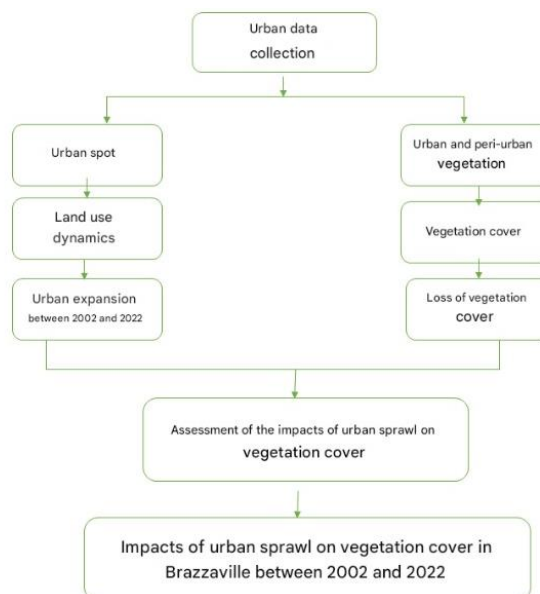 Urban data
collection
Urban spot
Land use
dynamics
Urban expansion
between 2002 and 2022
Urban and peri-urban
vegetation
Vegetation cover
Loss of vegetation
cover
Assessment of the impacts of urban sprawl on
vegetation cover
Impacts of urban sprawl on vegetation cover in
Brazzaville between 2002 and 2022